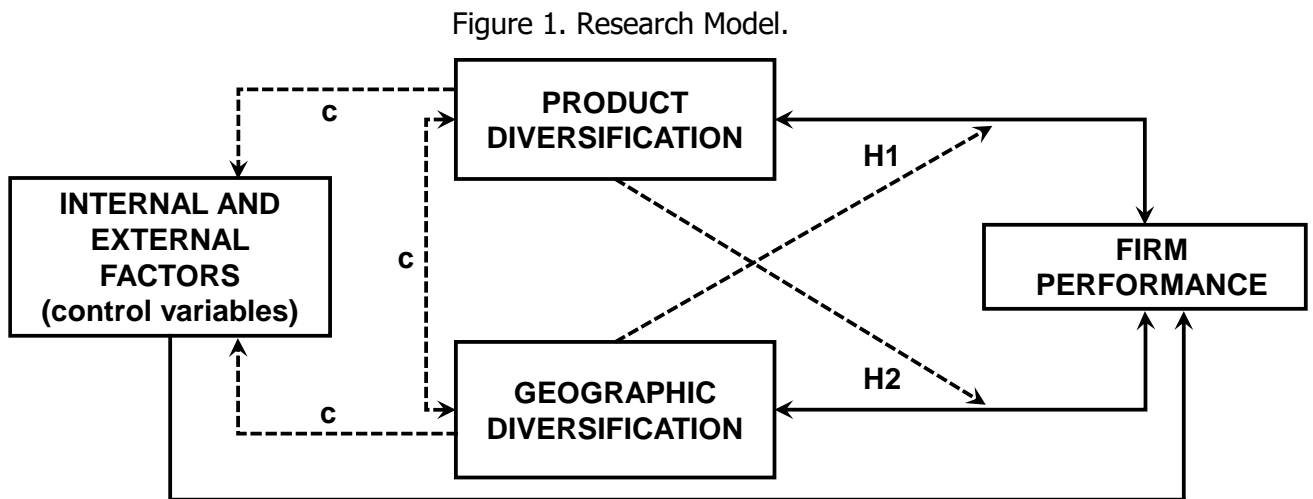 Figure 1. Research Model.
c
PRODUCT
DIVERSIFICATION
H1
INTERNAL AND
EXTERNAL
FACTORS
(control variables)
c
FIRM
PERFORMANCE
c
GEOGRAPHIC
DIVERSIFICATION
H2